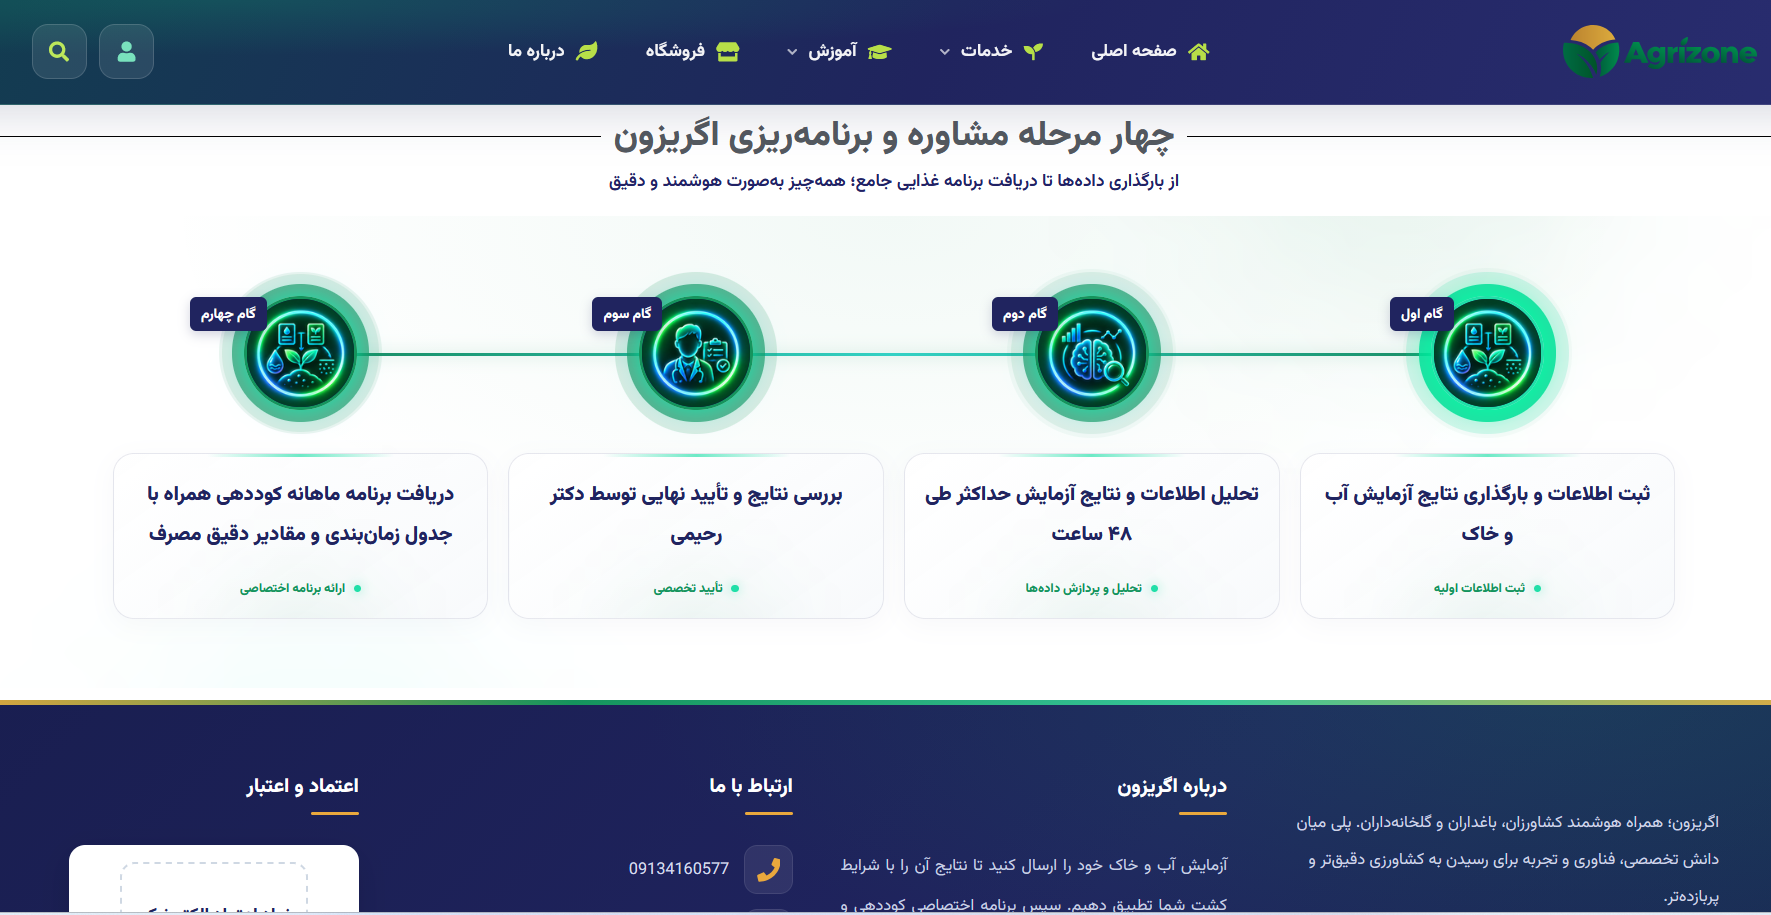 Agrizone
صفحه اصلی
خدمات
آموزش
فروشگاه
درباره ما
چهار مرحله مشاوره و برنامه‌ریزی اگریزون
از بارگذاری داده‌ها تا دریافت برنامه غذایی جامع؛ همه‌چیز به‌صورت هوشمند و دقیق
گام اول
گام دوم
گام سوم
گام چهارم
ثبت اطلاعات و بارگذاری نتایج آزمایش آب
و خاک
ثبت اطلاعات اولیه
تحلیل اطلاعات و نتایج آزمایش حداکثر طی
۴۸ ساعت
تحلیل و پردازش داده‌ها
بررسی نتایج و تأیید نهایی توسط دکتر
رحیمی
تأیید تخصصی
دریافت برنامه ماهانه کوددهی همراه با
جدول زمان‌بندی و مقادیر دقیق مصرف
ارائه برنامه اختصاصی
اگریزون؛ همراه هوشمند کشاورزان، باغداران و گلخانه‌داران. پلی میان
دانش تخصصی، فناوری و تجربه برای رسیدن به کشاورزی دقیق‌تر و
پربازده‌تر.
درباره اگریزون
آزمایش آب و خاک خود را ارسال کنید تا نتایج آن را با شرایط
کشت شما تطبیق دهیم. سپس برنامه اختصاصی کوددهی و
ارتباط با ما
09134160577
اعتماد و اعتبار